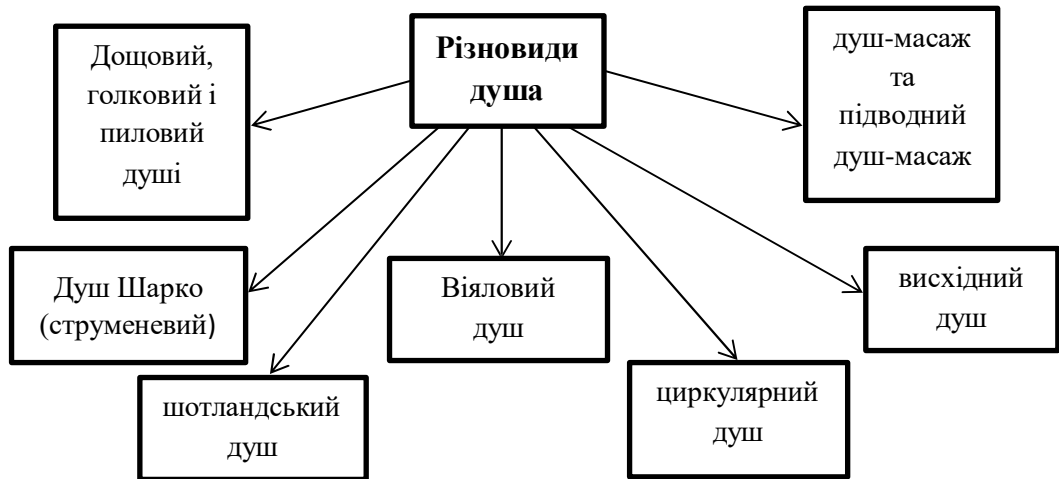 Різновиди
душа
Дощовий,
голковий і
пиловий
душі
душ-масаж
та
підводний
душ-масаж
Душ Шарко
(струменевий)
Віяловий
душ
висхідний
душ
шотландський
душ
циркулярний
душ